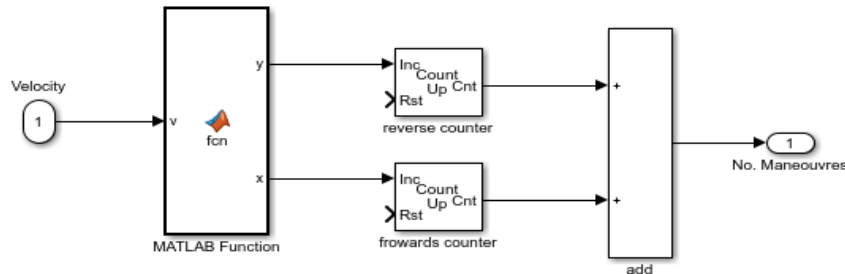 Velocity
1
v
fcn
y
x
MATLAB Function
Inc
Count
Up
Cnt
Rst
reverse counter
Inc
Count
Up
Cnt
Rst
frowards counter
+
+
add
1
No. Maneouvres